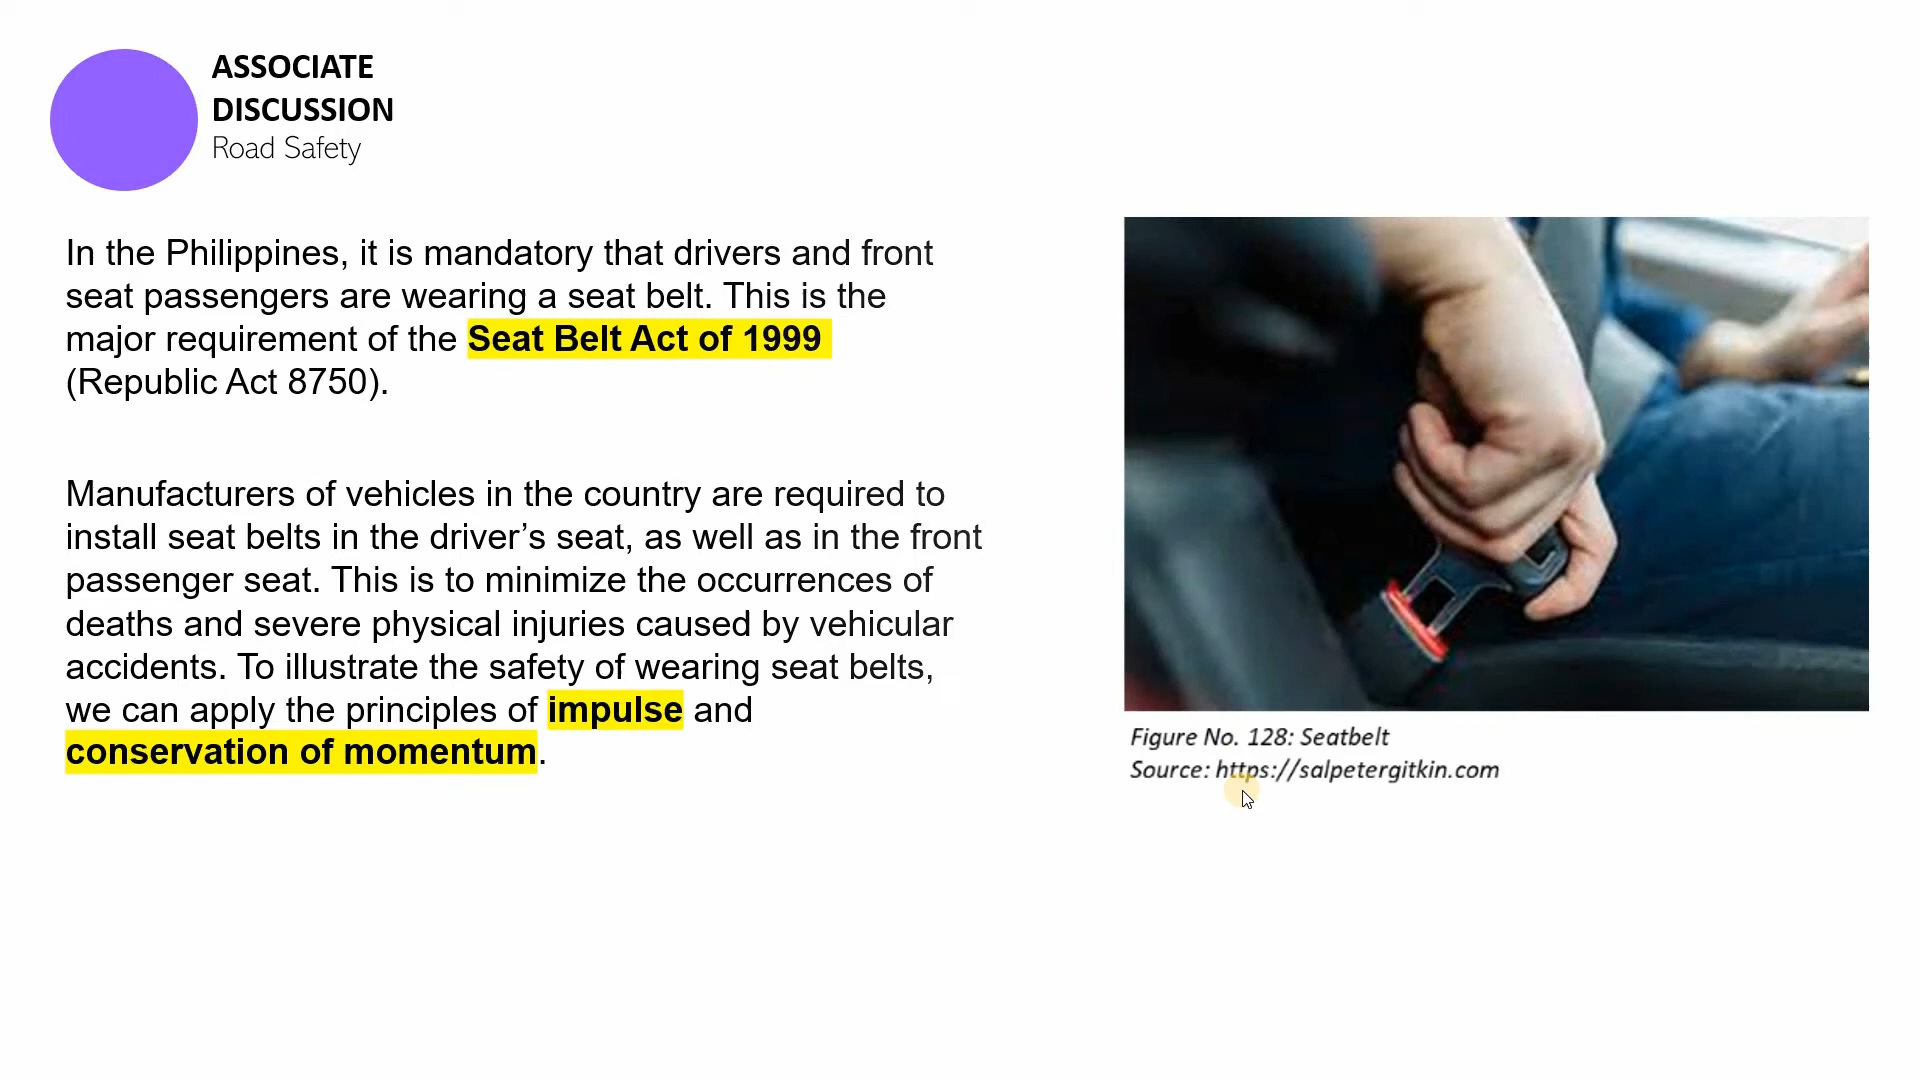 ASSOCIATE
DISCUSSION
Road Safety
In the Philippines, it is mandatory that drivers and front
seat passengers are wearing a seat belt. This is the
major requirement of the Seat Belt Act of 1999
(Republic Act 8750).
Manufacturers of vehicles in the country are required to
install seat belts in the driver’s seat, as well as in the front
passenger seat. This is to minimize the occurrences of
deaths and severe physical injuries caused by vehicular
accidents. To illustrate the safety of wearing seat belts,
we can apply the principles of impulse and
conservation of momentum.
Figure No. 128: Seatbelt
Source: https://salpetergitkin.com